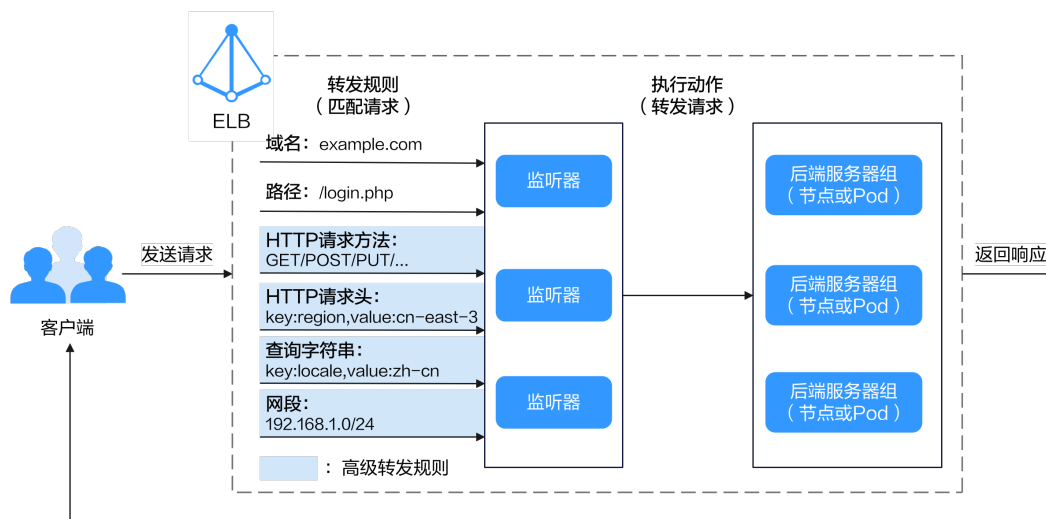 ELB
转发规则
（匹配请求）
执行动作
（转发请求）
域名：example.com
路径：/login.php
HTTP请求方法：
GET/POST/PUT/...
HTTP请求头：
key:region,value:cn-east-3
查询字符串：
key:locale,value:zh-cn
网段：
192.168.1.0/24
：高级转发规则
监听器
监听器
监听器
后端服务器组
（节点或Pod）
后端服务器组
（节点或Pod）
后端服务器组
（节点或Pod）
发送请求
客户端
返回响应